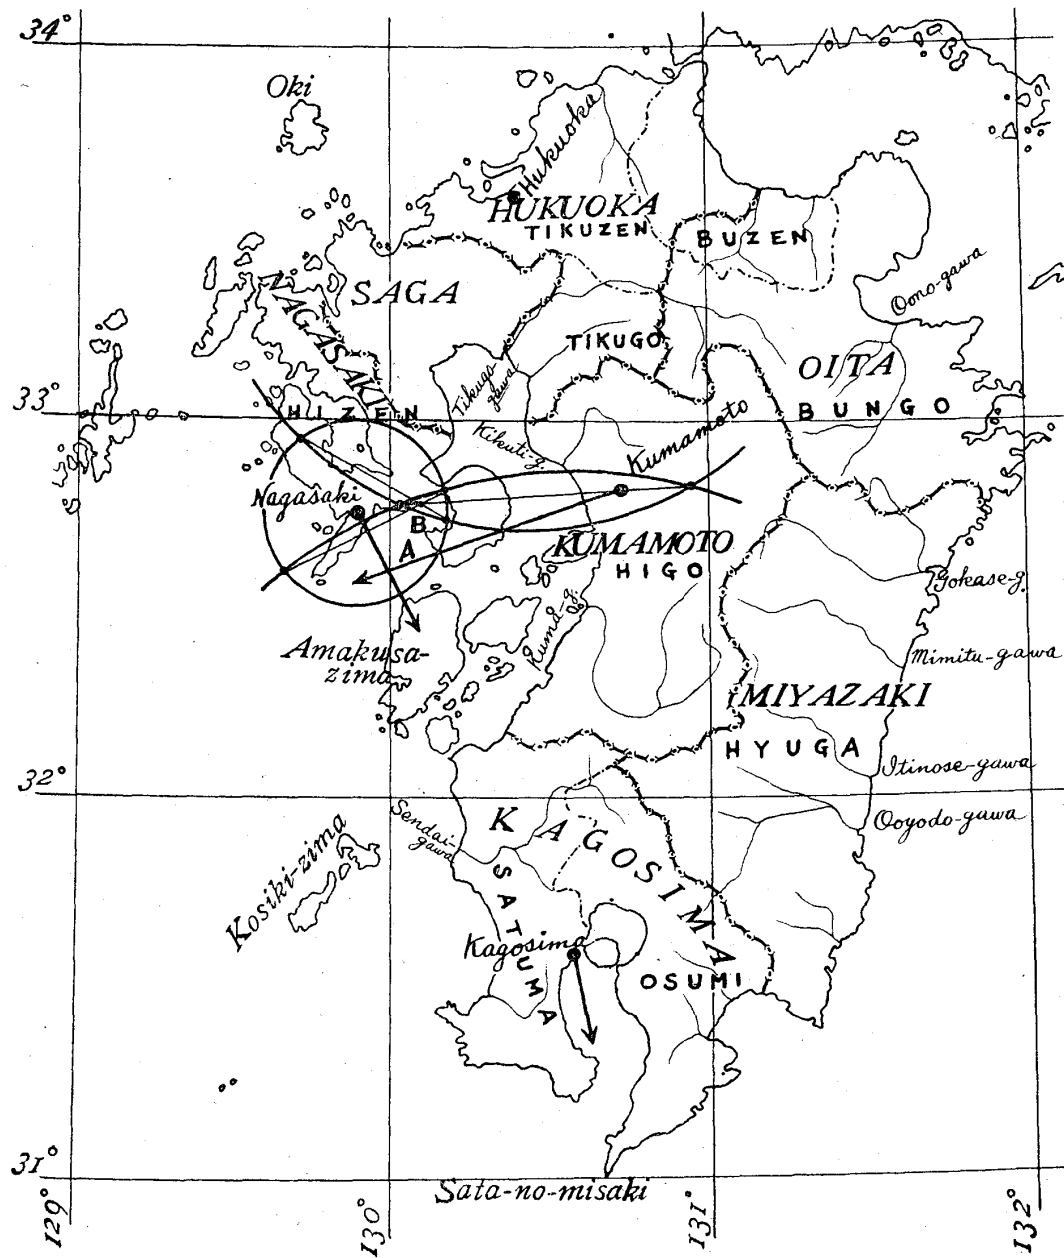 34°
Oki
Hukuoka
HUKUOKA
TIKUZEN
BUZEN
SAGA
NAGASAKI
Oono-gawa
TIKUGO
OITA
Tikugo-
gawa
33°
HIZEN
BUNGO
Kikuti-g.
Kumamoto
Nagasaki
B
A
KUMAMOTO
HIGO
Gokase-g.
Kuma-g.
Amakusa-
zima
Mimitu-gawa
MIYAZAKI
HYUGA
Itinose-gawa
32°
Sendai-
gawa
KAGOSIMA
Ooyodo-gawa
Kosiki-zima
SATUMA
Kagosima
OSUMI
31°
Sata-no-misaki
129°
130°
131°
132°